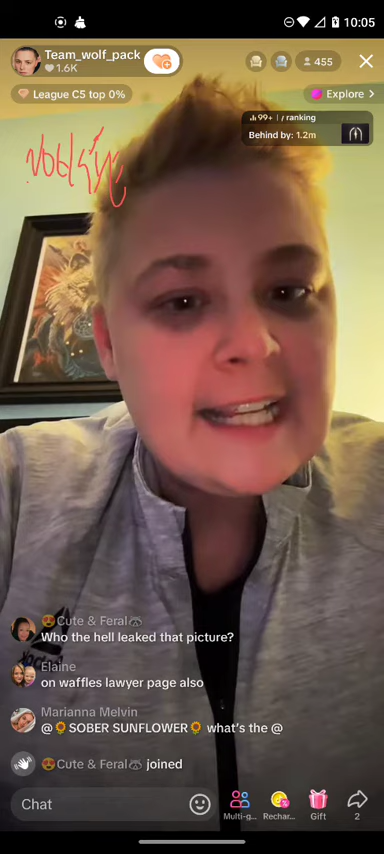 10:05
Team_wolf_pack
1.6K
455
League C5 top 0%
Explore
99+ ranking
Behind by: 1.2m
😍Cute & Feral🦝
Who the hell leaked that picture?
Elaine
on waffles lawyer page also
Marianna Melvin
@🌻SOBER SUNFLOWER🌻 what's the @
😍Cute & Feral🦝 joined
Chat
Multi-g...
Rechar...
Gift
2